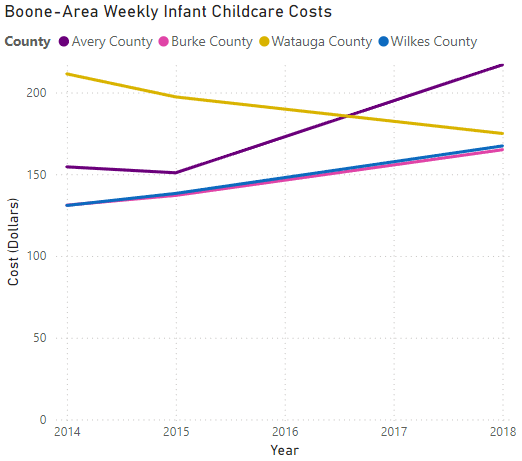 Boone-Area Weekly Infant Childcare Costs
County Avery County Burke County Watauga County Wilkes County
200
150
100
50
0
Cost (Dollars)
2014 2015 2016 2017 2018
Year